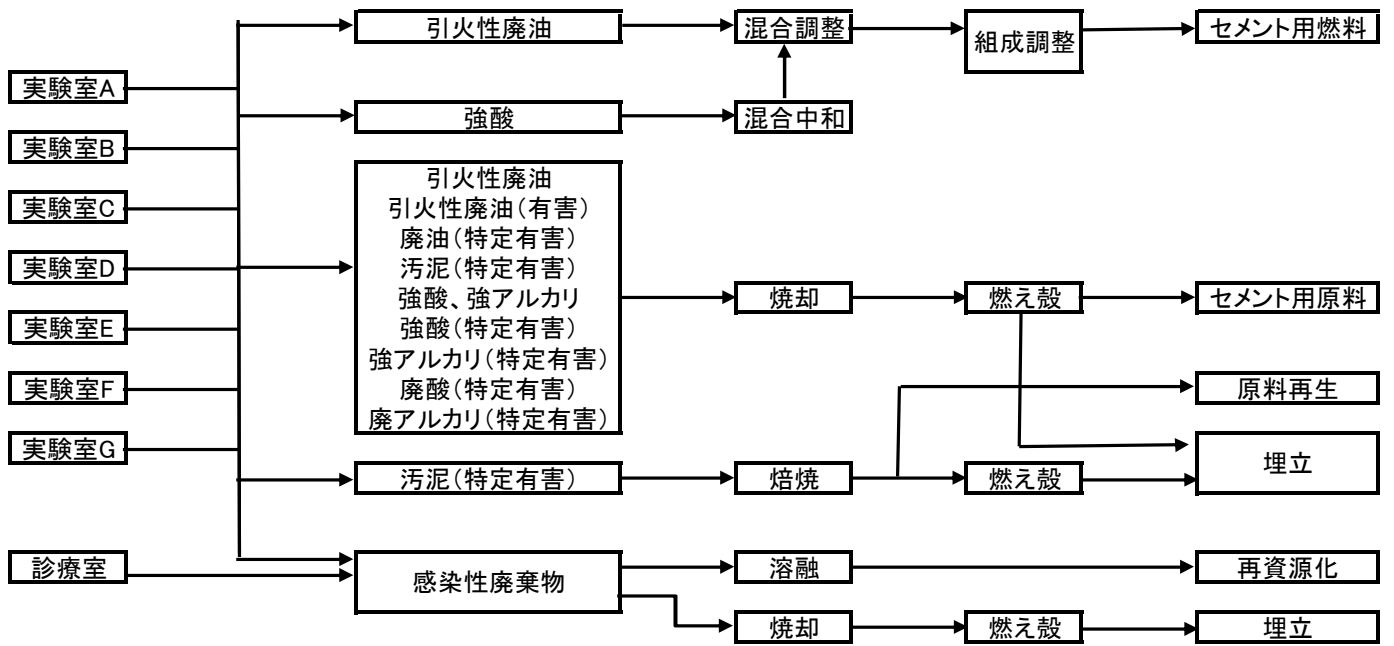 引火性廃油
混合調整
組成調整
セメント用燃料
実験室A
強酸
混合中和
実験室B
実験室C
実験室D
実験室E
実験室F
実験室G
引火性廃油
引火性廃油（有害）
廃油（特定有害）
汚泥（特定有害）
強酸、強アルカリ
強酸（特定有害）
強アルカリ（特定有害）
廃酸（特定有害）
廃アルカリ（特定有害）
焼却
燃え殻
セメント用原料
原料再生
埋立
汚泥（特定有害）
焙焼
燃え殻
診療室
感染性廃棄物
溶融
再資源化
焼却
燃え殻
埋立